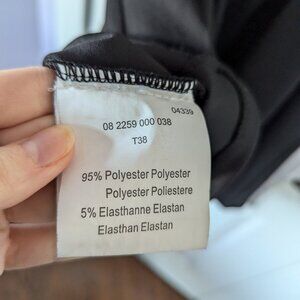 04339
08 2259 000 038
T38
95% Polyester Polyester
Polyester Poliestere
5% Elasthanne Elastan
Elasthan Elastan